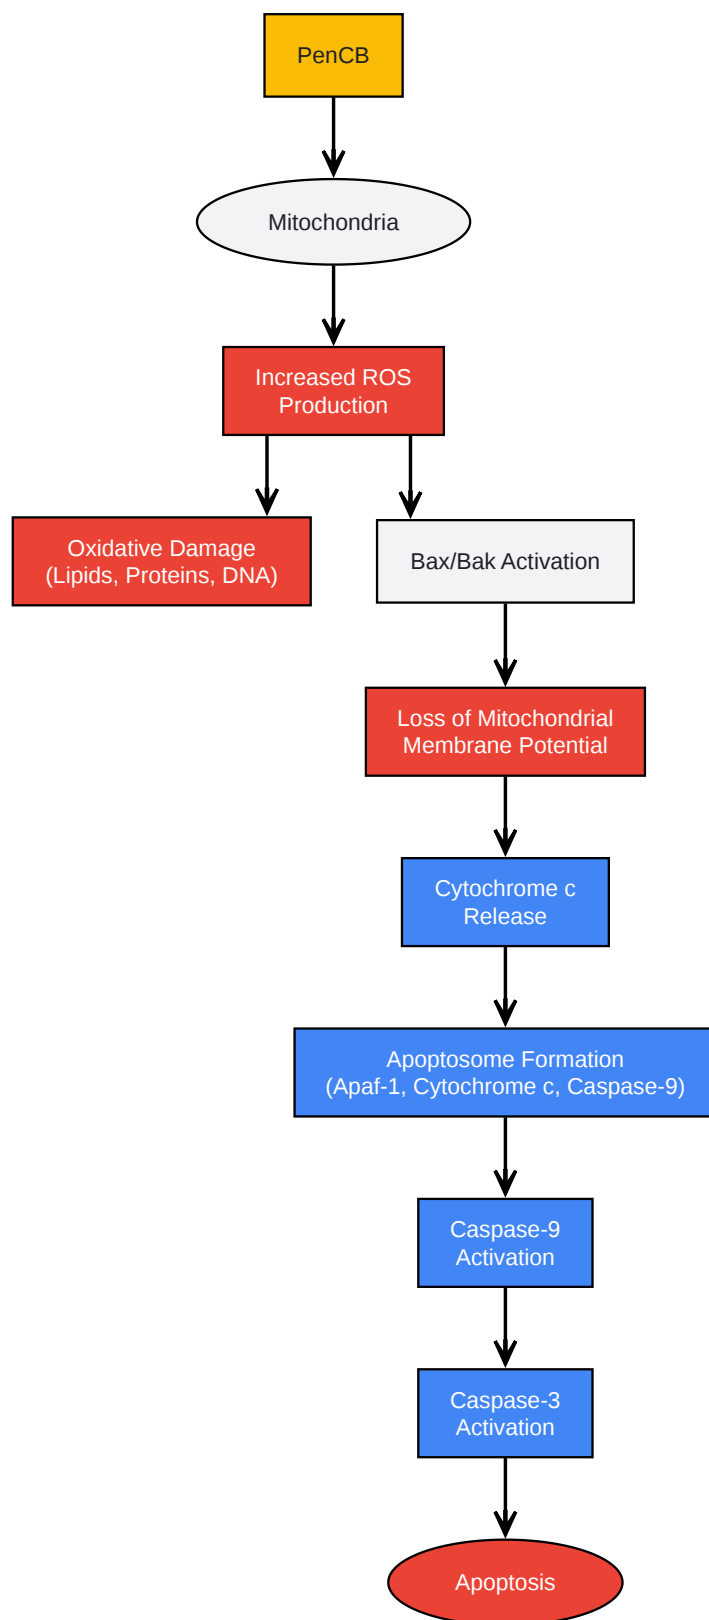 PenCB
Mitochondria
Increased ROS
Production
Oxidative Damage
(Lipids, Proteins, DNA)
Bax/Bak Activation
Loss of Mitochondrial
Membrane Potential
Cytochrome c
Release
Apoptosome Formation
(Apaf-1, Cytochrome c, Caspase-9)
Caspase-9
Activation
Caspase-3
Activation
Apoptosis